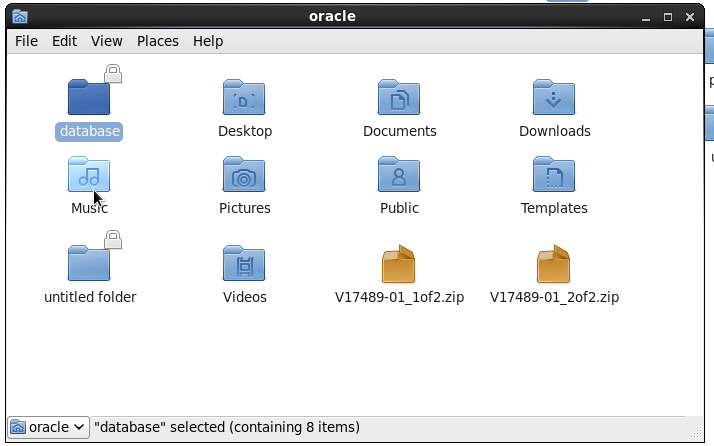 oracle
File Edit View Places Help
database Desktop Documents Downloads
Music Pictures Public Templates
untitled folder Videos V17489-01_1of2.zip V17489-01_2of2.zip
oracle "database" selected (containing 8 items)